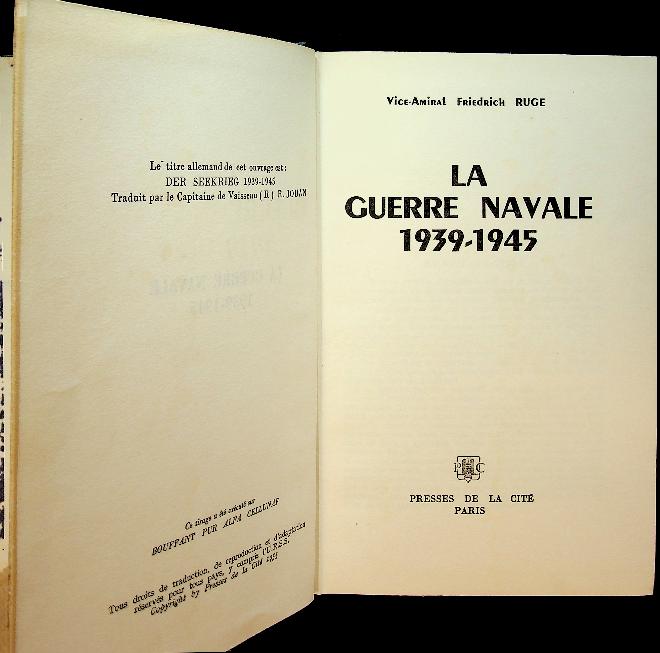 Le titre allemand de cet ouvrage est :
DER SEEKRIEG 1939-1945
Traduit par le Capitaine de Vaisseau (R) R. JOUAN
Ce tirage a été exécuté sur
BOUFFANT PUR ALFA CELLUNAF
Tous droits de traduction, de reproduction et d'adaptation
réservés pour tous pays, y compris l'U.R.S.S.
Copyright by Presses de la Cité
Vice-Amiral Friedrich RUGE
LA
GUERRE NAVALE
1939-1945
P C
PRESSES DE LA CITÉ
PARIS